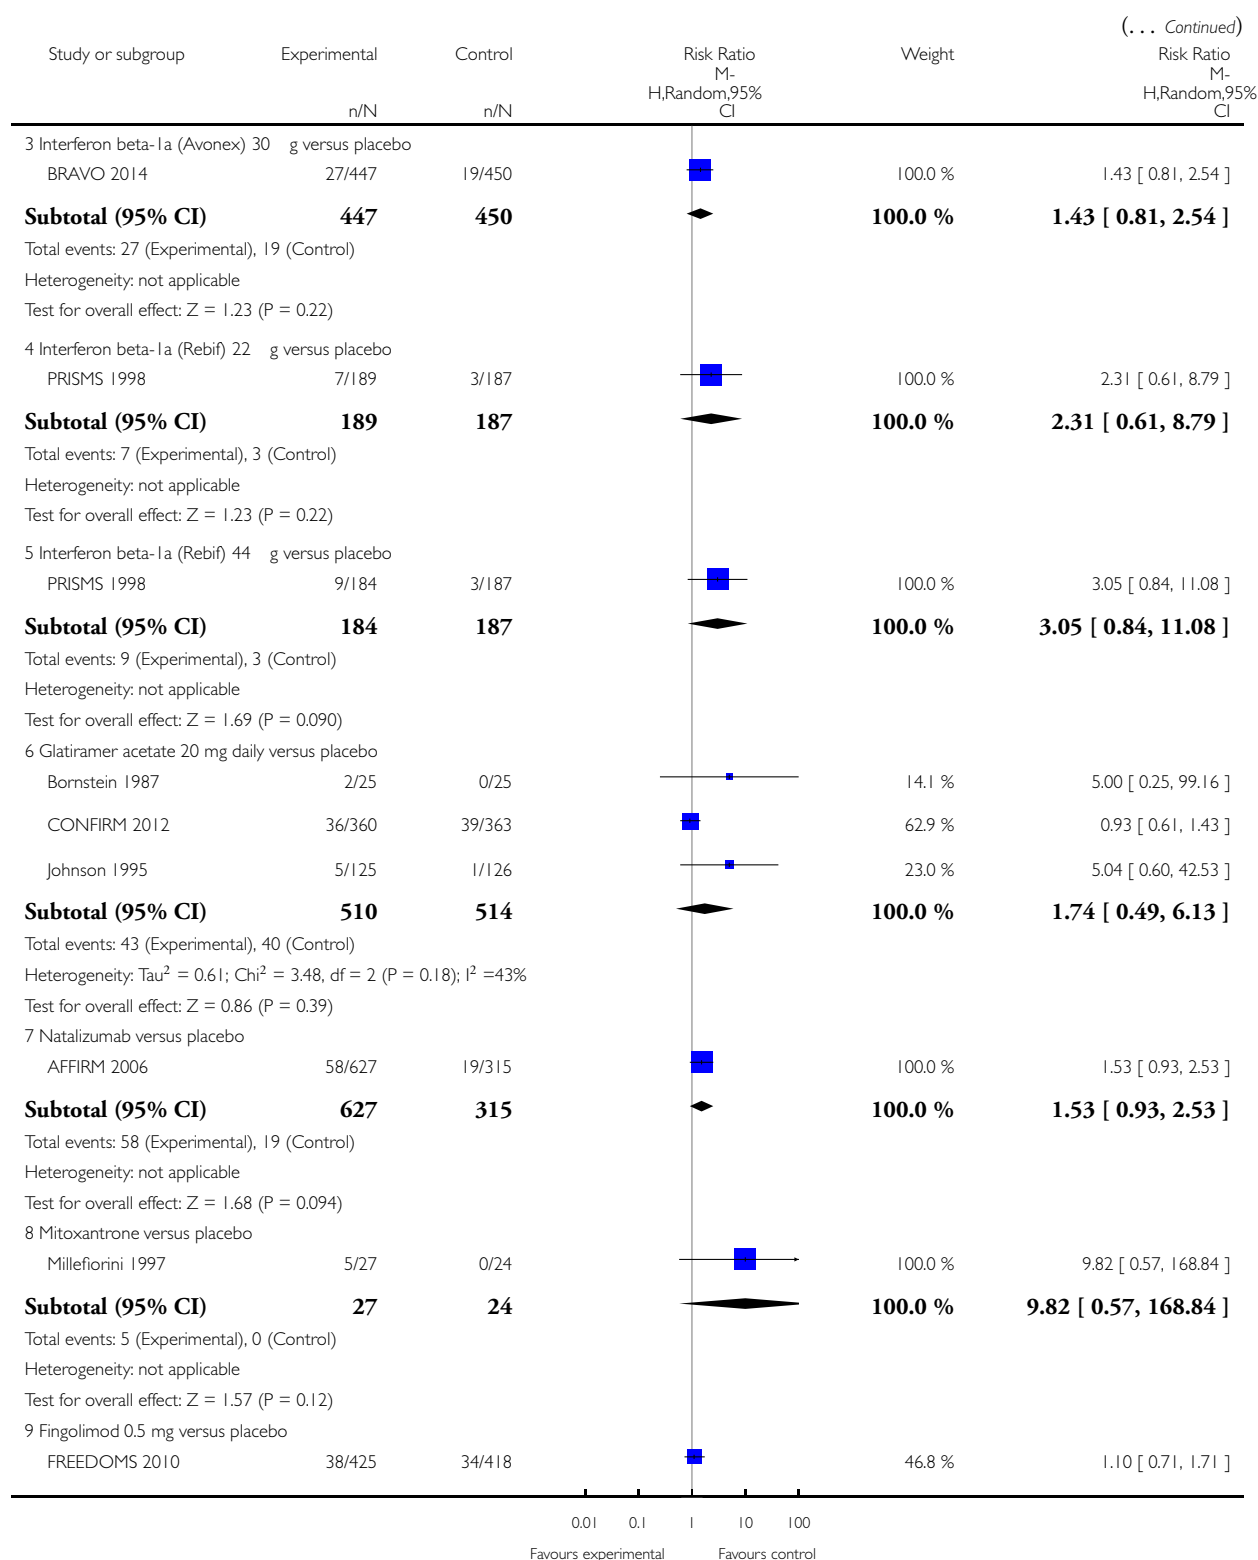 (... Continued)
Study or subgroup Experimental Control Risk Ratio Weight Risk Ratio
M- M-
H,Random,95% H,Random,95%
n/N n/N CI CI
3 Interferon beta-1a (Avonex) 30 g versus placebo
BRAVO 2014 27/447 19/450 100.0 % 1.43 [ 0.81, 2.54 ]
Subtotal (95% CI) 447 450 100.0 % 1.43 [ 0.81, 2.54 ]
Total events: 27 (Experimental), 19 (Control)
Heterogeneity: not applicable
Test for overall effect: Z = 1.23 (P = 0.22)
4 Interferon beta-1a (Rebif) 22 g versus placebo
PRISMS 1998 7/189 3/187 100.0 % 2.31 [ 0.61, 8.79 ]
Subtotal (95% CI) 189 187 100.0 % 2.31 [ 0.61, 8.79 ]
Total events: 7 (Experimental), 3 (Control)
Heterogeneity: not applicable
Test for overall effect: Z = 1.23 (P = 0.22)
5 Interferon beta-1a (Rebif) 44 g versus placebo
PRISMS 1998 9/184 3/187 100.0 % 3.05 [ 0.84, 11.08 ]
Subtotal (95% CI) 184 187 100.0 % 3.05 [ 0.84, 11.08 ]
Total events: 9 (Experimental), 3 (Control)
Heterogeneity: not applicable
Test for overall effect: Z = 1.69 (P = 0.090)
6 Glatiramer acetate 20 mg daily versus placebo
Bornstein 1987 2/25 0/25 14.1 % 5.00 [ 0.25, 99.16 ]
CONFIRM 2012 36/360 39/363 62.9 % 0.93 [ 0.61, 1.43 ]
Johnson 1995 5/125 1/126 23.0 % 5.04 [ 0.60, 42.53 ]
Subtotal (95% CI) 510 514 100.0 % 1.74 [ 0.49, 6.13 ]
Total events: 43 (Experimental), 40 (Control)
Heterogeneity: Tau² = 0.61; Chi² = 3.48, df = 2 (P = 0.18); I² =43%
Test for overall effect: Z = 0.86 (P = 0.39)
7 Natalizumab versus placebo
AFFIRM 2006 58/627 19/315 100.0 % 1.53 [ 0.93, 2.53 ]
Subtotal (95% CI) 627 315 100.0 % 1.53 [ 0.93, 2.53 ]
Total events: 58 (Experimental), 19 (Control)
Heterogeneity: not applicable
Test for overall effect: Z = 1.68 (P = 0.094)
8 Mitoxantrone versus placebo
Millefiorini 1997 5/27 0/24 100.0 % 9.82 [ 0.57, 168.84 ]
Subtotal (95% CI) 27 24 100.0 % 9.82 [ 0.57, 168.84 ]
Total events: 5 (Experimental), 0 (Control)
Heterogeneity: not applicable
Test for overall effect: Z = 1.57 (P = 0.12)
9 Fingolimod 0.5 mg versus placebo
FREEDOMS 2010 38/425 34/418 46.8 % 1.10 [ 0.71, 1.71 ]
0.01 0.1 1 10 100
Favours experimental Favours control